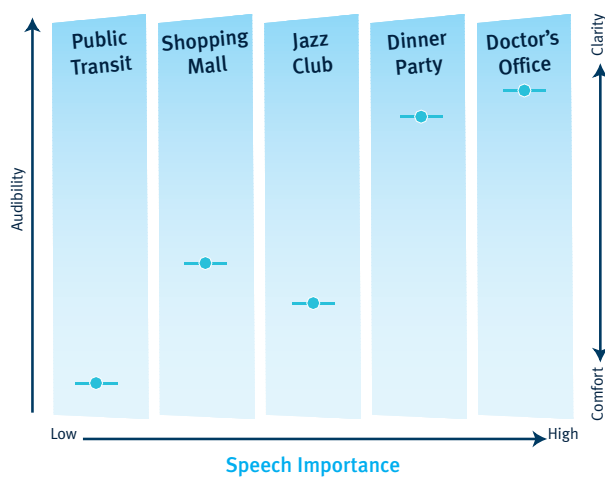 Public
Transit
Shopping
Mall
Jazz
Club
Dinner
Party
Doctor's
Office
Clarity
Audibility
Comfort
Low
High
Speech Importance